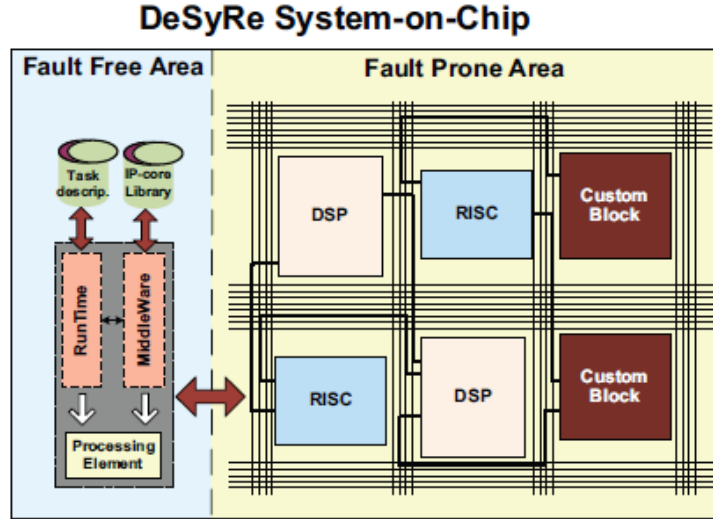 DeSyRe System-on-Chip
Fault Free Area
Fault Prone Area
Task
descrip.
IP-core
Library
RunTime
MiddleWare
Processing
Element
DSP
RISC
Custom
Block
RISC
DSP
Custom
Block